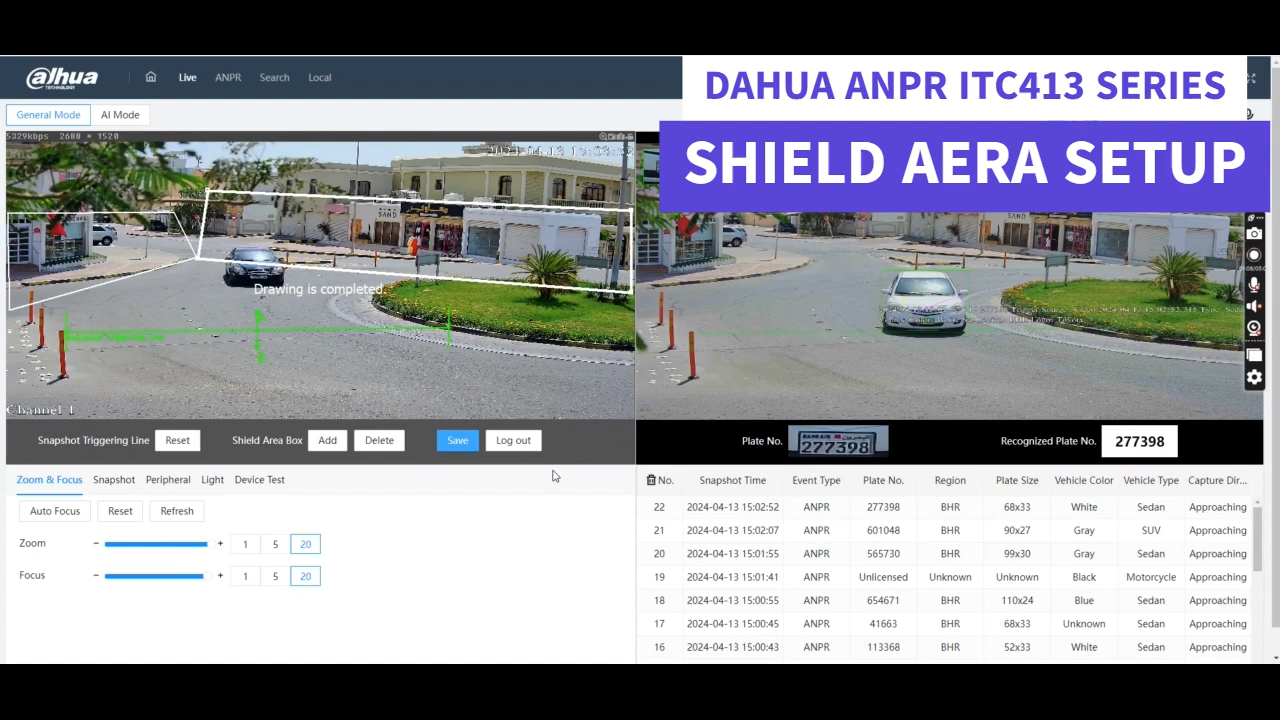 DAHUA ANPR ITC413 SERIES
SHIELD AERA SETUP
alhua
TECHNOLOGY
Live ANPR Search Local
General Mode AI Mode
5329kbps 2688 * 1520
SAND
SAND
Drawing is completed.
Channel 1
Snapshot Triggering Line Reset Shield Area Box Add Delete Save Log out
Plate No. 277398 Recognized Plate No. 277398
Zoom & Focus Snapshot Peripheral Light Device Test
Auto Focus Reset Refresh
Zoom − + 1 5 20
Focus − + 1 5 20
No. Snapshot Time Event Type Plate No. Region Plate Size Vehicle Color Vehicle Type Capture Dir...
22 2024-04-13 15:02:52 ANPR 277398 BHR 68x33 White Sedan Approaching
21 2024-04-13 15:02:07 ANPR 601048 BHR 90x27 Gray SUV Approaching
20 2024-04-13 15:01:55 ANPR 565730 BHR 99x30 Gray Sedan Approaching
19 2024-04-13 15:01:41 ANPR Unlicensed Unknown Unknown Black Motorcycle Approaching
18 2024-04-13 15:00:55 ANPR 654671 BHR 110x24 Blue Sedan Approaching
17 2024-04-13 15:00:45 ANPR 41663 BHR 68x33 Unknown Sedan Approaching
16 2024-04-13 15:00:43 ANPR 113368 BHR 52x33 White Sedan Approaching